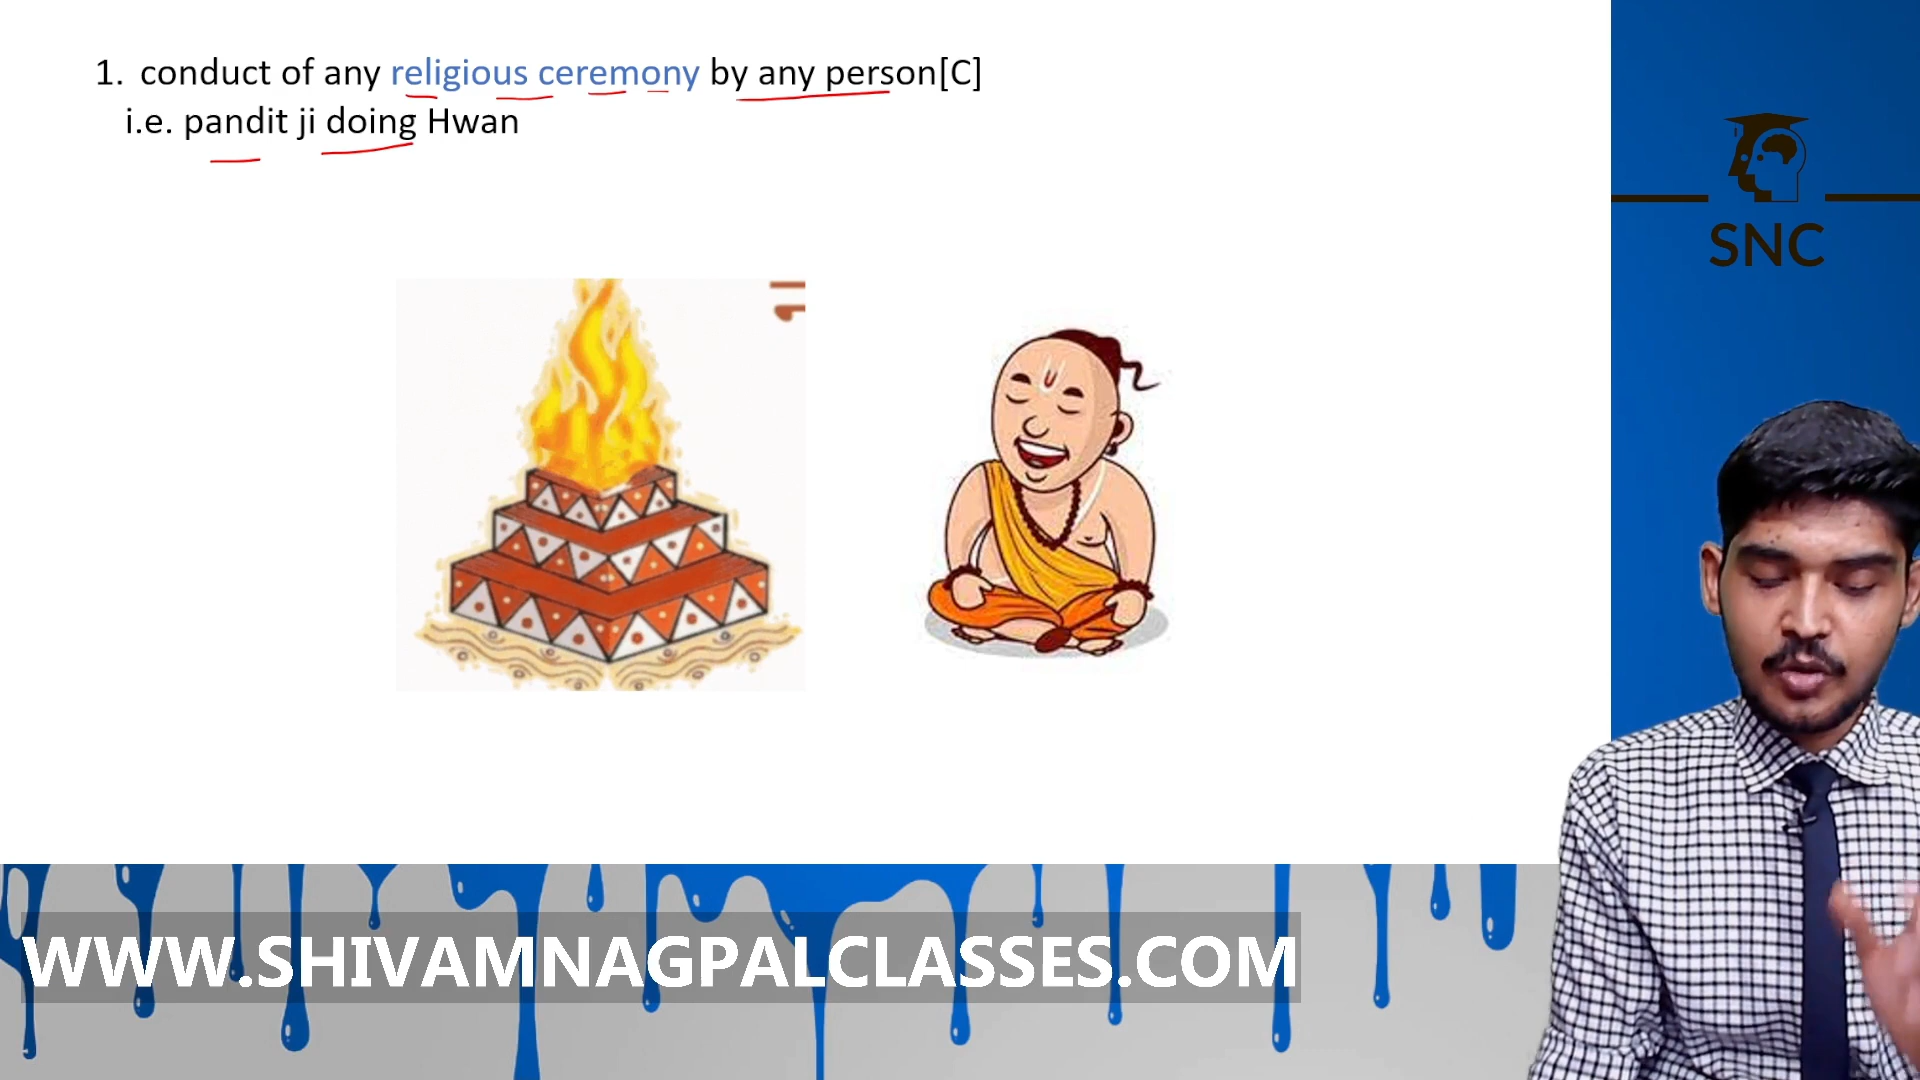 1. conduct of any religious ceremony by any person[C]
i.e. pandit ji doing Hwan
SNC
WWW.SHIVAMNAGPALCLASSES.COM